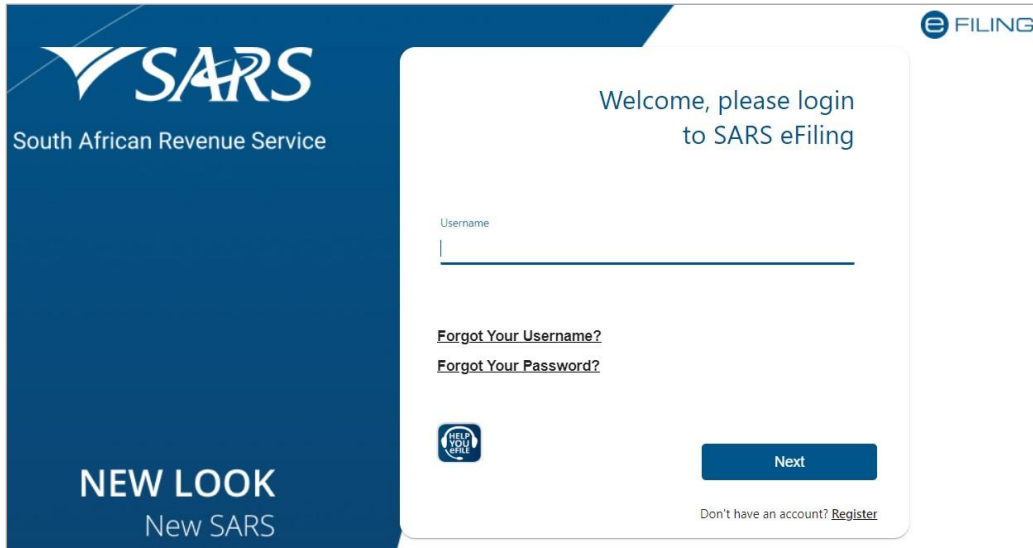 SARS
South African Revenue Service
NEW LOOK
New SARS
e FILING
Welcome, please login
to SARS eFiling
Username
Forgot Your Username?
Forgot Your Password?
HELP
YOU
eFILE
Next
Don't have an account? Register